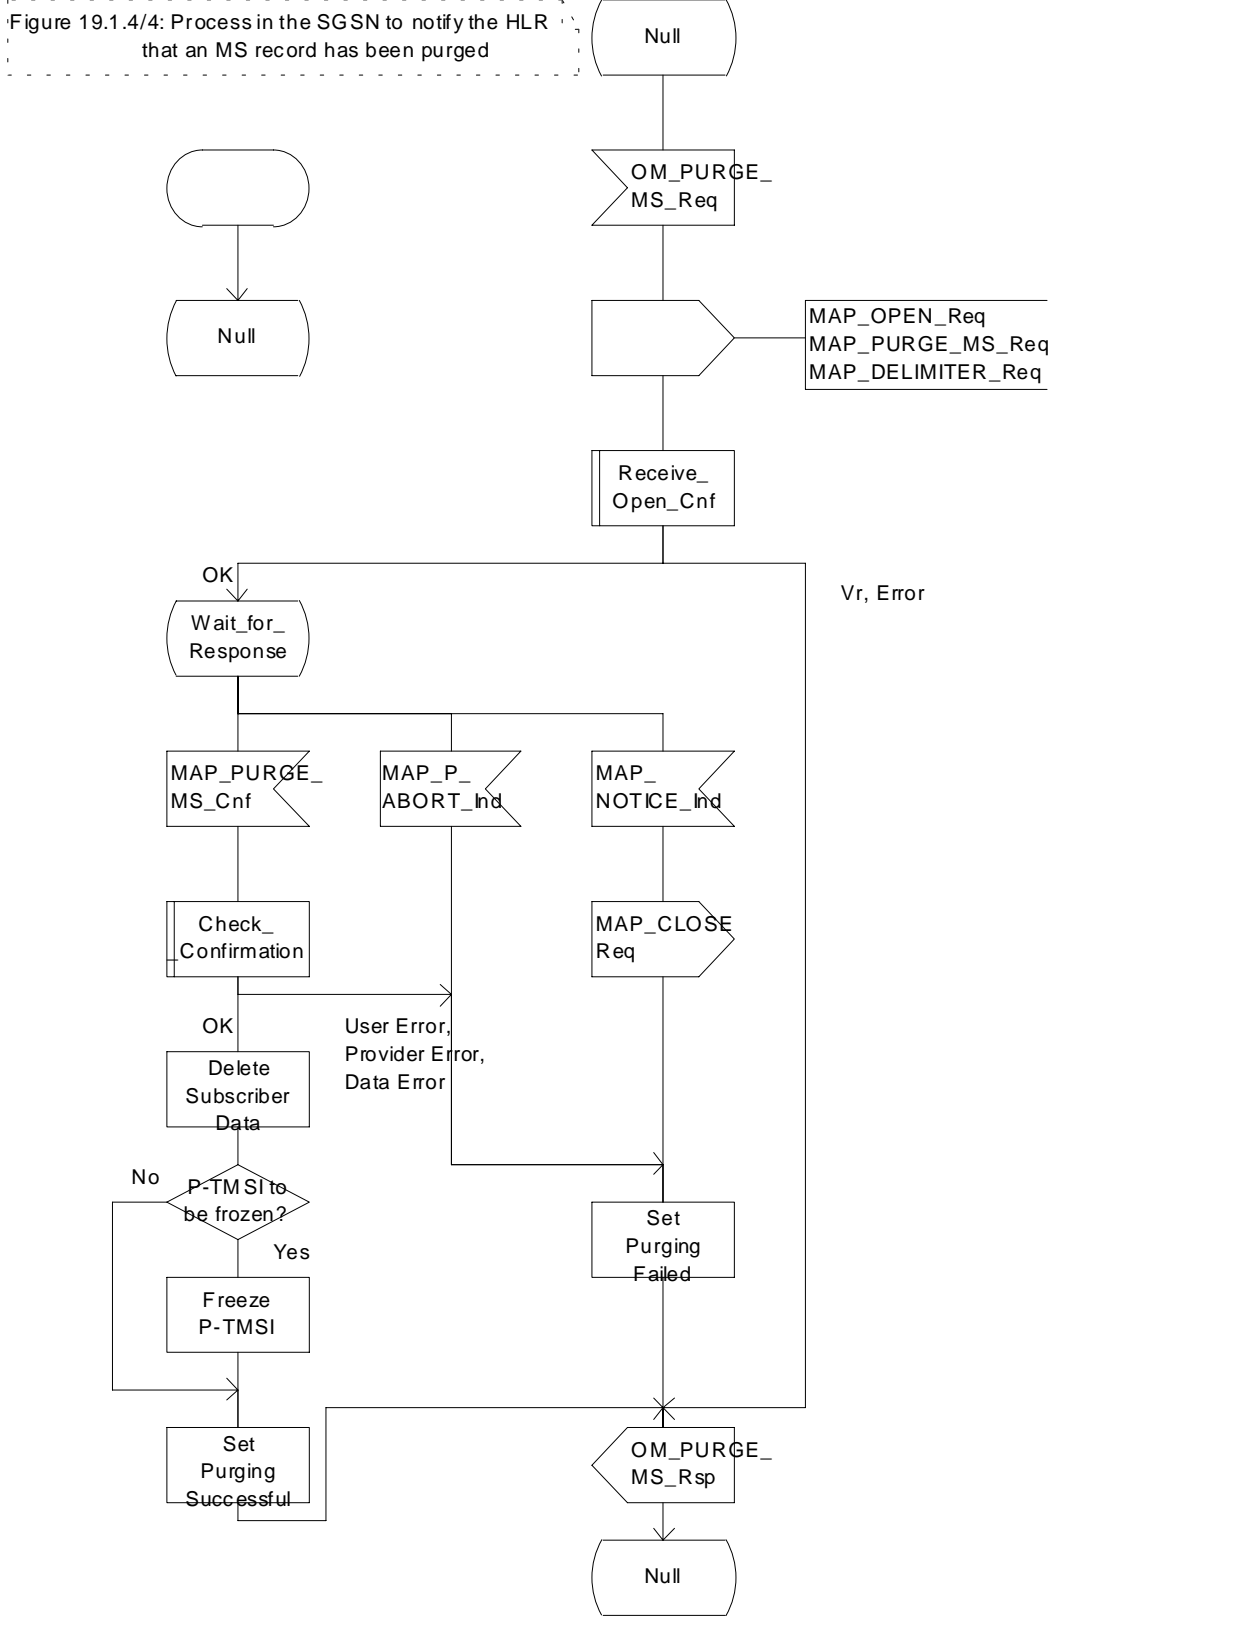 Figure 19.1.4/4: Process in the SGSN to notify the HLR
that an MS record has been purged
Null
OM_PURGE_
MS_Req
Null
MAP_OPEN_Req
MAP_PURGE_MS_Req
MAP_DELIMITER_Req
Receive_
Open_Cnf
OK
Vr, Error
Wait_for_
Response
MAP_PURGE_
MS_Cnf
MAP_P_
ABORT_Ind
MAP_
NOTICE_Ind
Check_
Confirmation
MAP_CLOSE
Req
OK
User Error,
Provider Error,
Data Error
Delete
Subscriber
Data
No
P-TMSI to
be frozen?
Yes
Set
Purging
Failed
Freeze
P-TMSI
Set
Purging
Successful
OM_PURGE_
MS_Rsp
Null